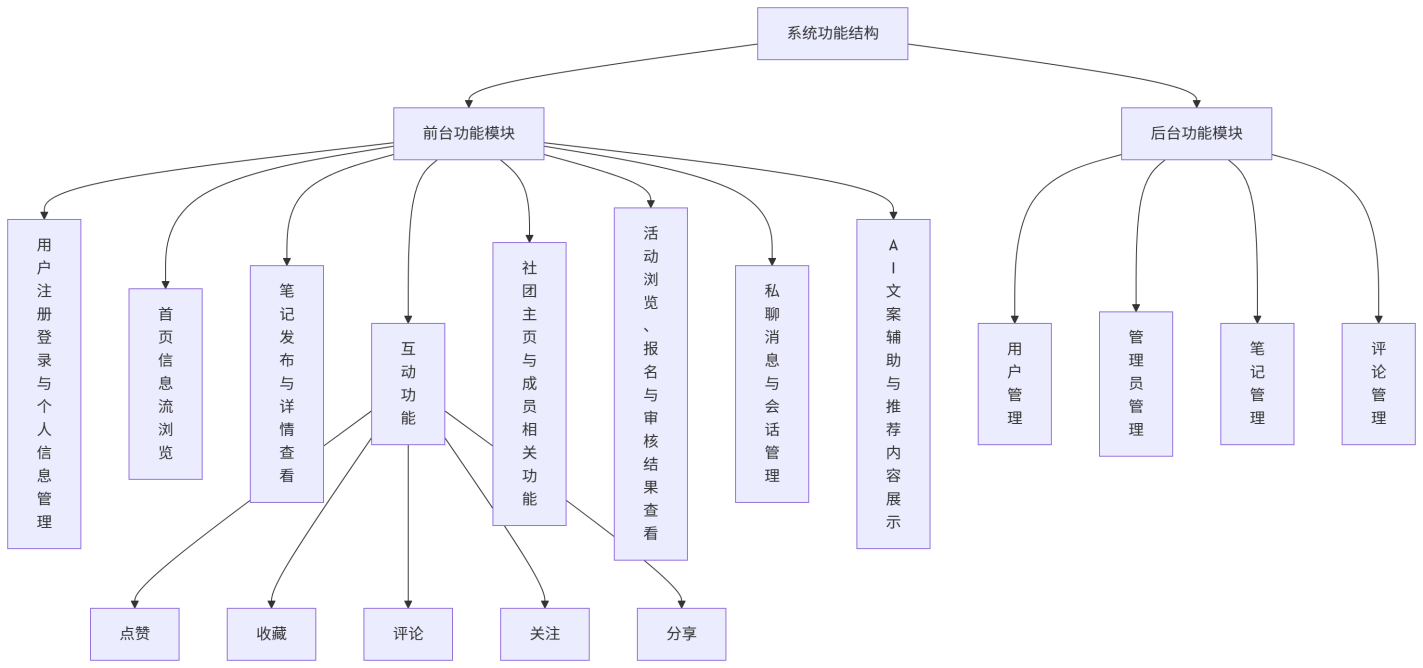 系统功能结构
前台功能模块
后台功能模块
用户注册登录与个人信息管理
首页信息流浏览
笔记发布与详情查看
互动功能
社团主页与成员相关功能
活动浏览、报名与审核结果查看
私聊消息与会话管理
AI文案辅助与推荐内容展示
用户管理
管理员管理
笔记管理
评论管理
点赞
收藏
评论
关注
分享